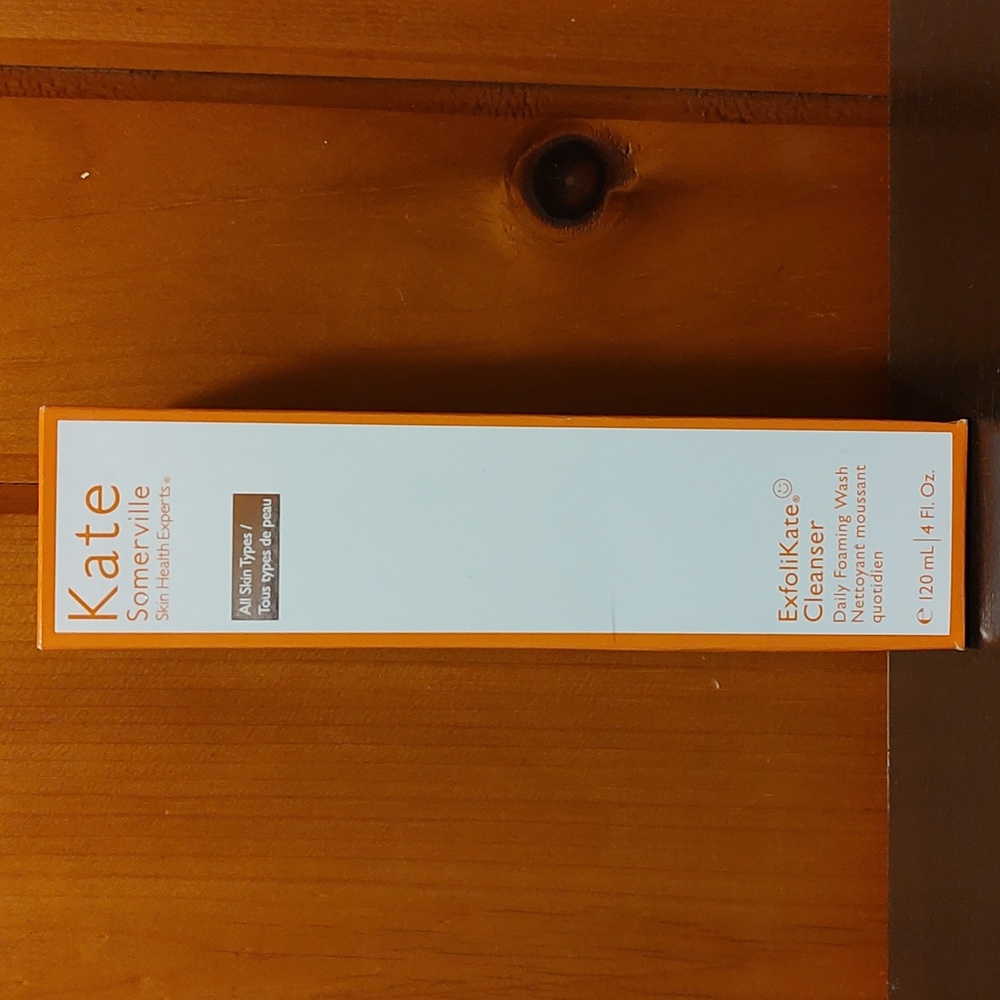 Kate
Somerville
Skin Health Experts®
All Skin Types /
Tous types de peau
ExfoliKate®
Cleanser
Daily Foaming Wash
Nettoyant moussant
quotidien
℮ 120 mL | 4 Fl. Oz.